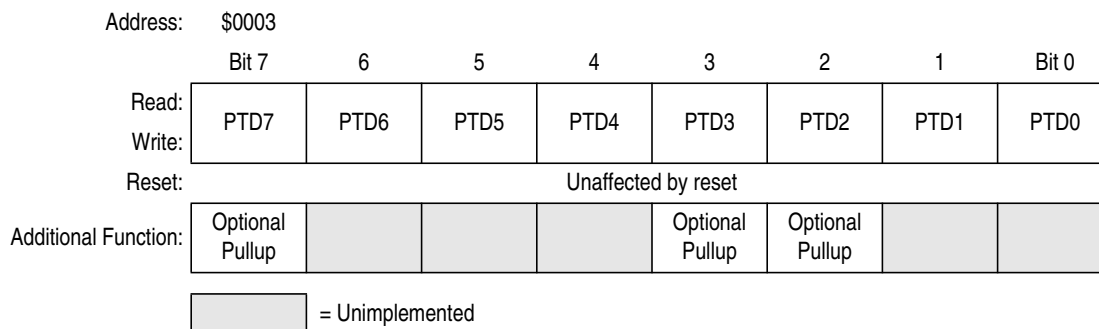 Address: $0003
Bit 7 6 5 4 3 2 1 Bit 0
Read:
Write:
PTD7 PTD6 PTD5 PTD4 PTD3 PTD2 PTD1 PTD0
Reset: Unaffected by reset
Additional Function:
Optional Pullup
Optional Pullup
Optional Pullup
= Unimplemented